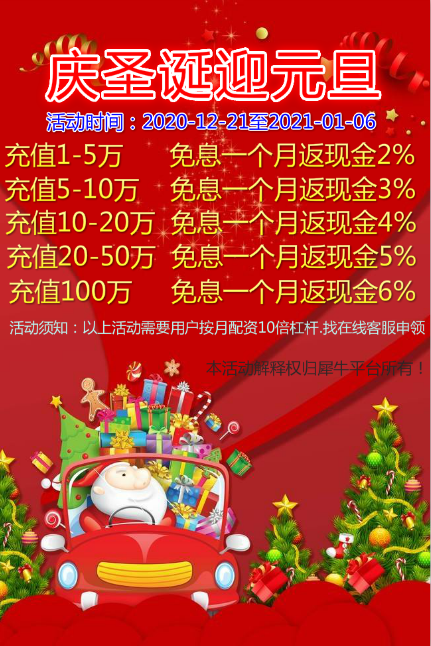 庆圣诞迎元旦
活动时间：2020-12-21至2021-01-06
充值1-5万 免息一个月返现金2%
充值5-10万 免息一个月返现金3%
充值10-20万 免息一个月返现金4%
充值20-50万 免息一个月返现金5%
充值100万 免息一个月返现金6%
活动须知：以上活动需要用户按月配资10倍杠杆.找在线客服申领
本活动解释权归犀牛平台所有！